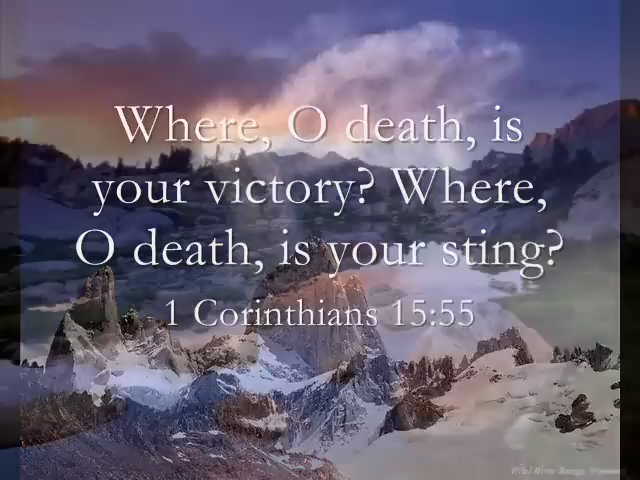 Where, O death, is
your victory? Where,
O death, is your sting?
1 Corinthians 15:55